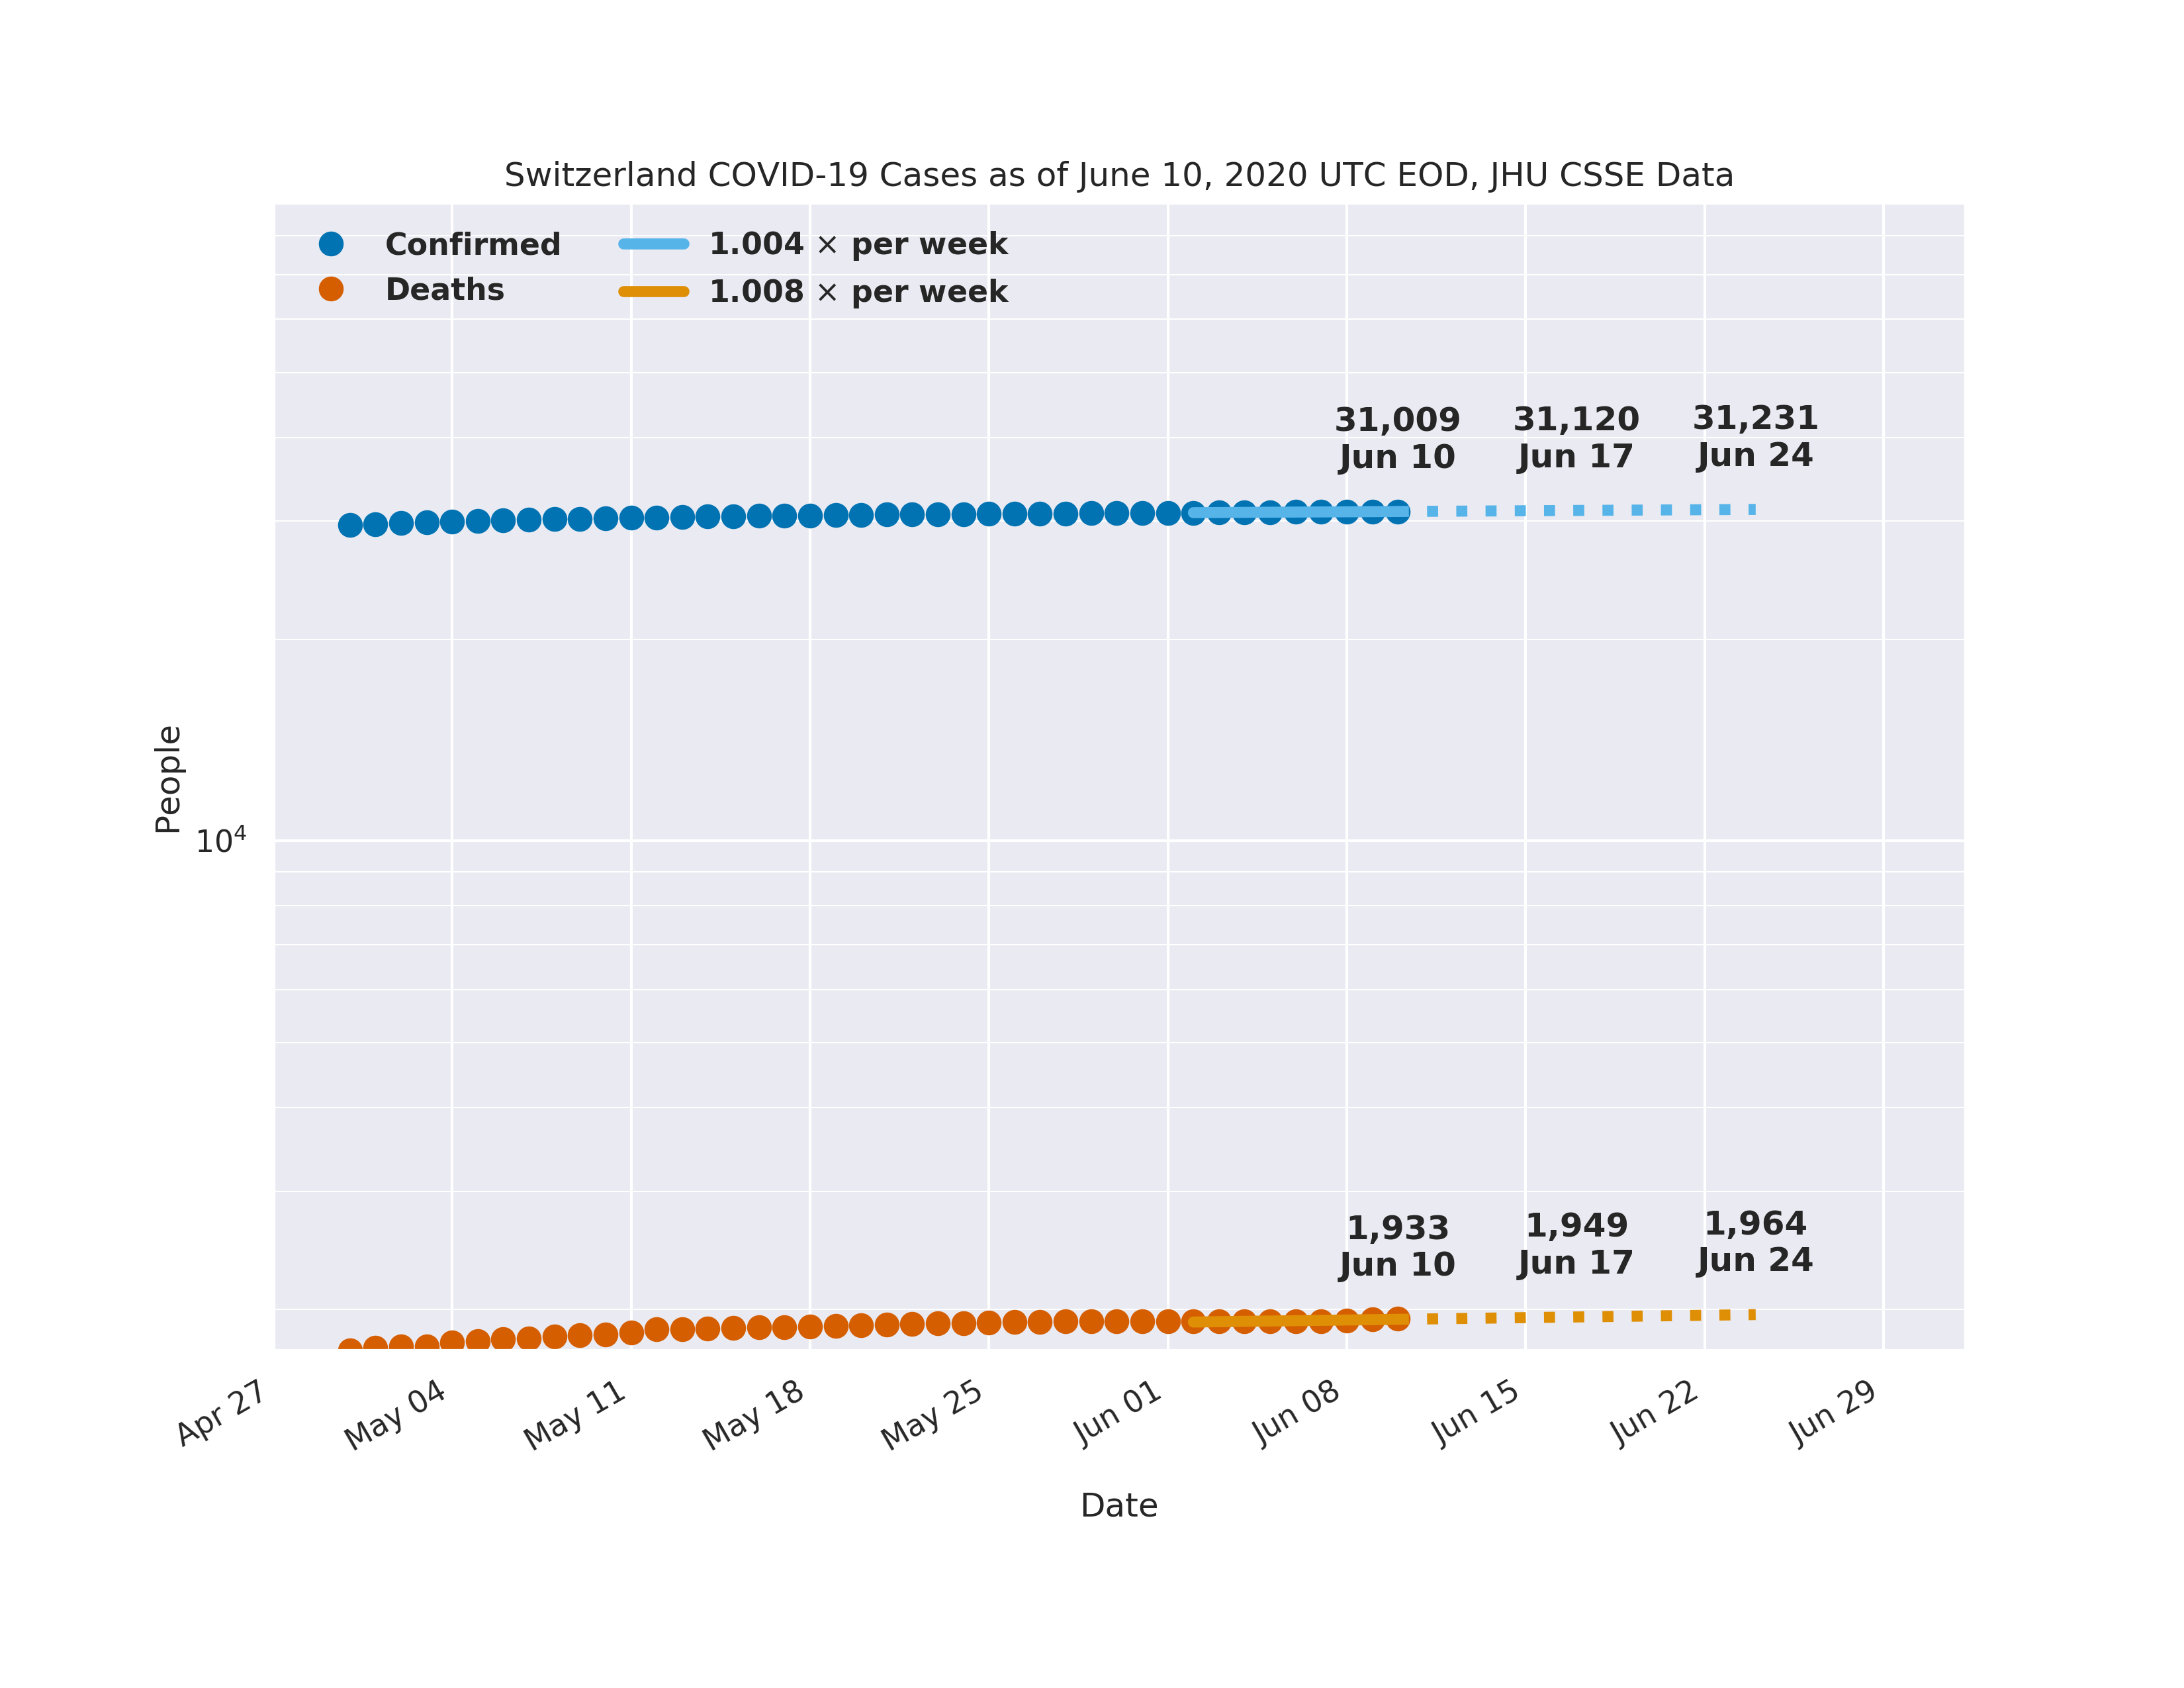 Switzerland COVID-19 Cases as of June 10, 2020 UTC EOD, JHU CSSE Data
Confirmed
Deaths
1.004 × per week
1.008 × per week
31,009
Jun 10
31,120
Jun 17
31,231
Jun 24
People
10⁴
1,933
Jun 10
1,949
Jun 17
1,964
Jun 24
Apr 27
May 04
May 11
May 18
May 25
Jun 01
Jun 08
Jun 15
Jun 22
Jun 29
Date